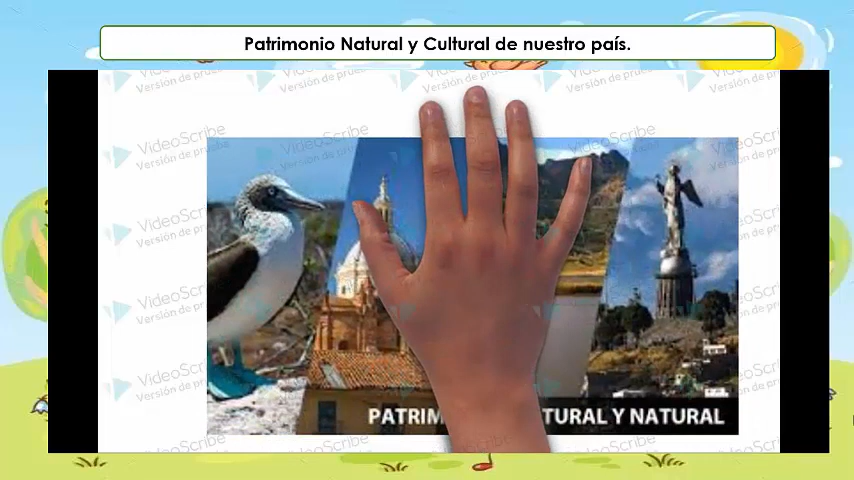 Patrimonio Natural y Cultural de nuestro país.
VideoScribe
Versión de prueba
PATRIM TURAL Y NATURAL